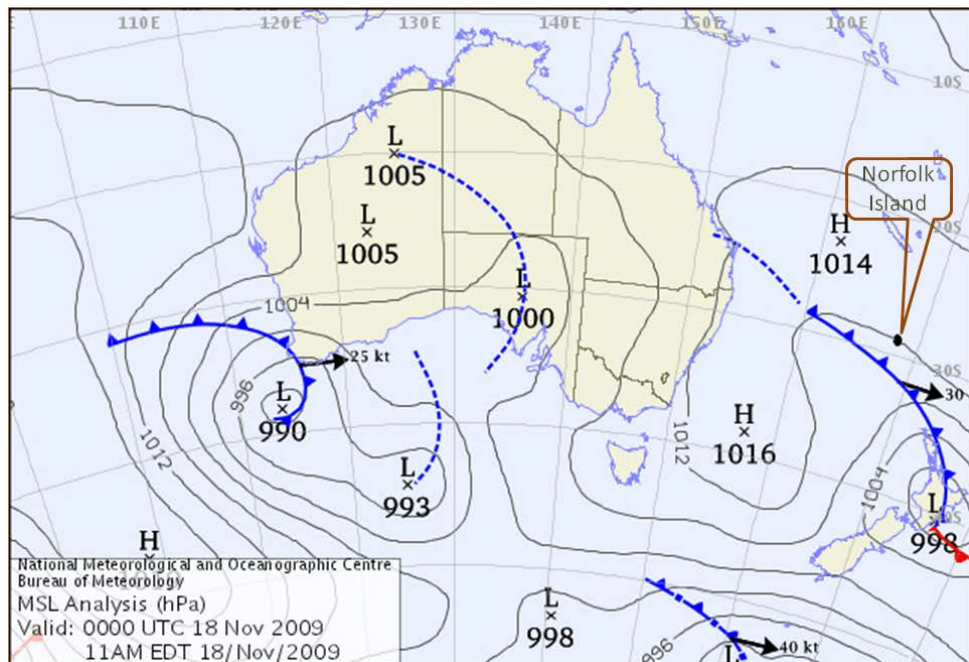 110E
120E
130E
140E
150E
160E
10S
Norfolk
Island
L
1005
L
1005
H
1014
20S
L
1000
1004
25 kt
30S
30
996
L
990
H
1016
1012
1012
1004
L
993
L
998
40S
H
National Meteorological and Oceanographic Centre
Bureau of Meteorology
MSL Analysis (hPa)
Valid: 0000 UTC 18 Nov 2009
11AM EDT 18/Nov/2009
L
998
996
40 kt
L